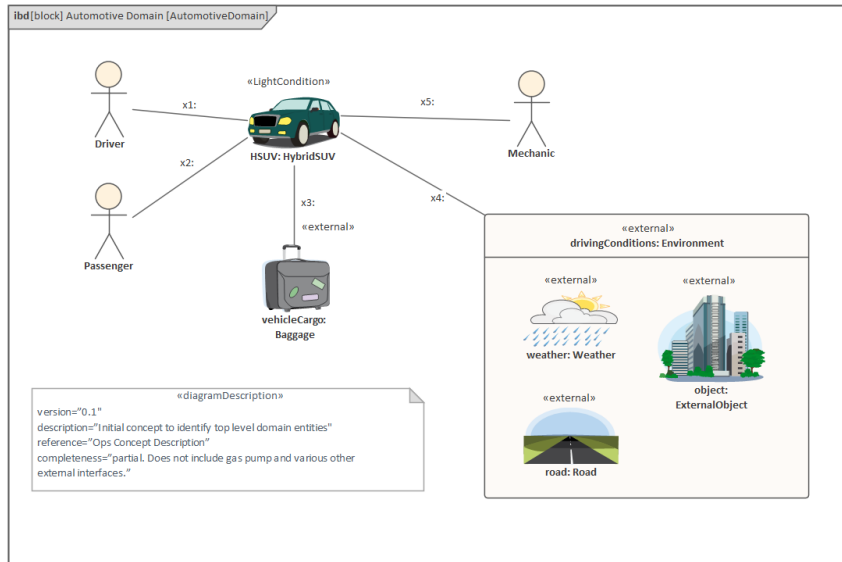 ibd [block] Automotive Domain [AutomotiveDomain]
«LightCondition»
x1:
x5:
Driver
HSUV: HybridSUV
Mechanic
x2:
x3:
x4:
«external»
Passenger
vehicleCargo:
Baggage
«external»
drivingConditions: Environment
«external»
weather: Weather
«external»
object:
ExternalObject
«external»
road: Road
«diagramDescription»
version="0.1"
description="Initial concept to identify top level domain entities"
reference="Ops Concept Description"
completeness="partial. Does not include gas pump and various other
external interfaces."